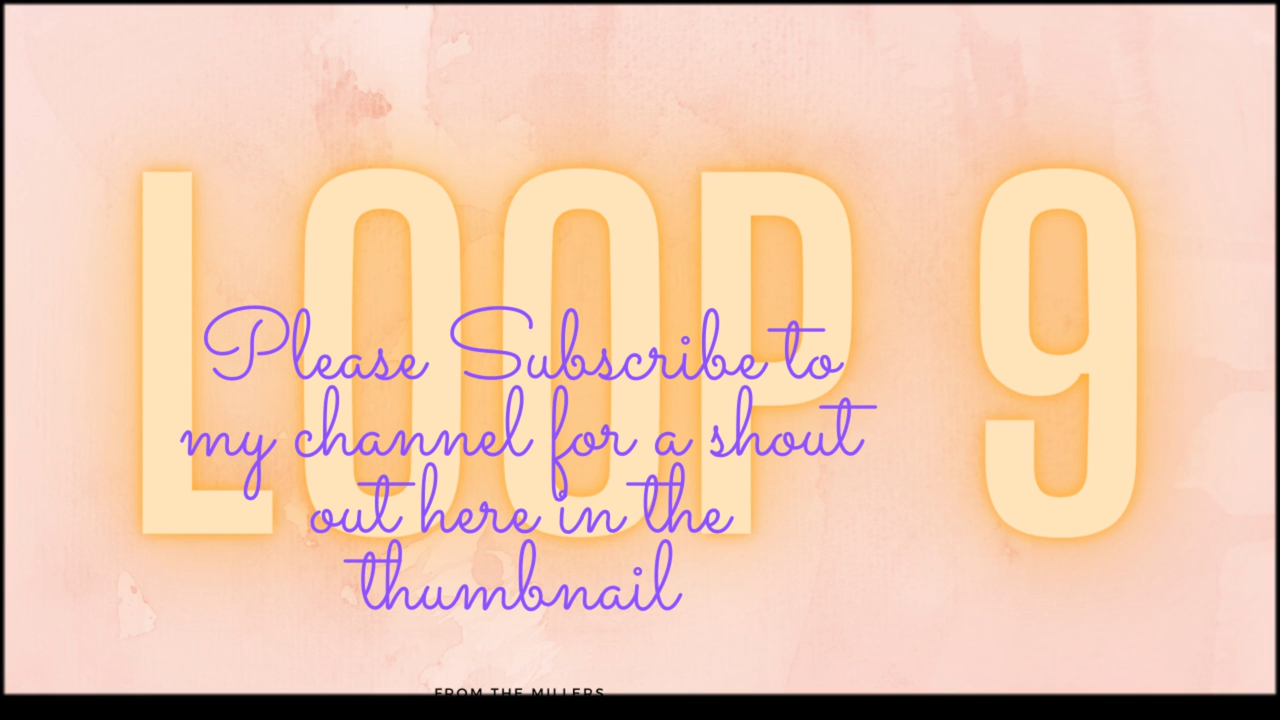 LOOP 9
Please Subscribe to
my channel for a shout
out here in the
thumbnail
FROM THE MILLERS